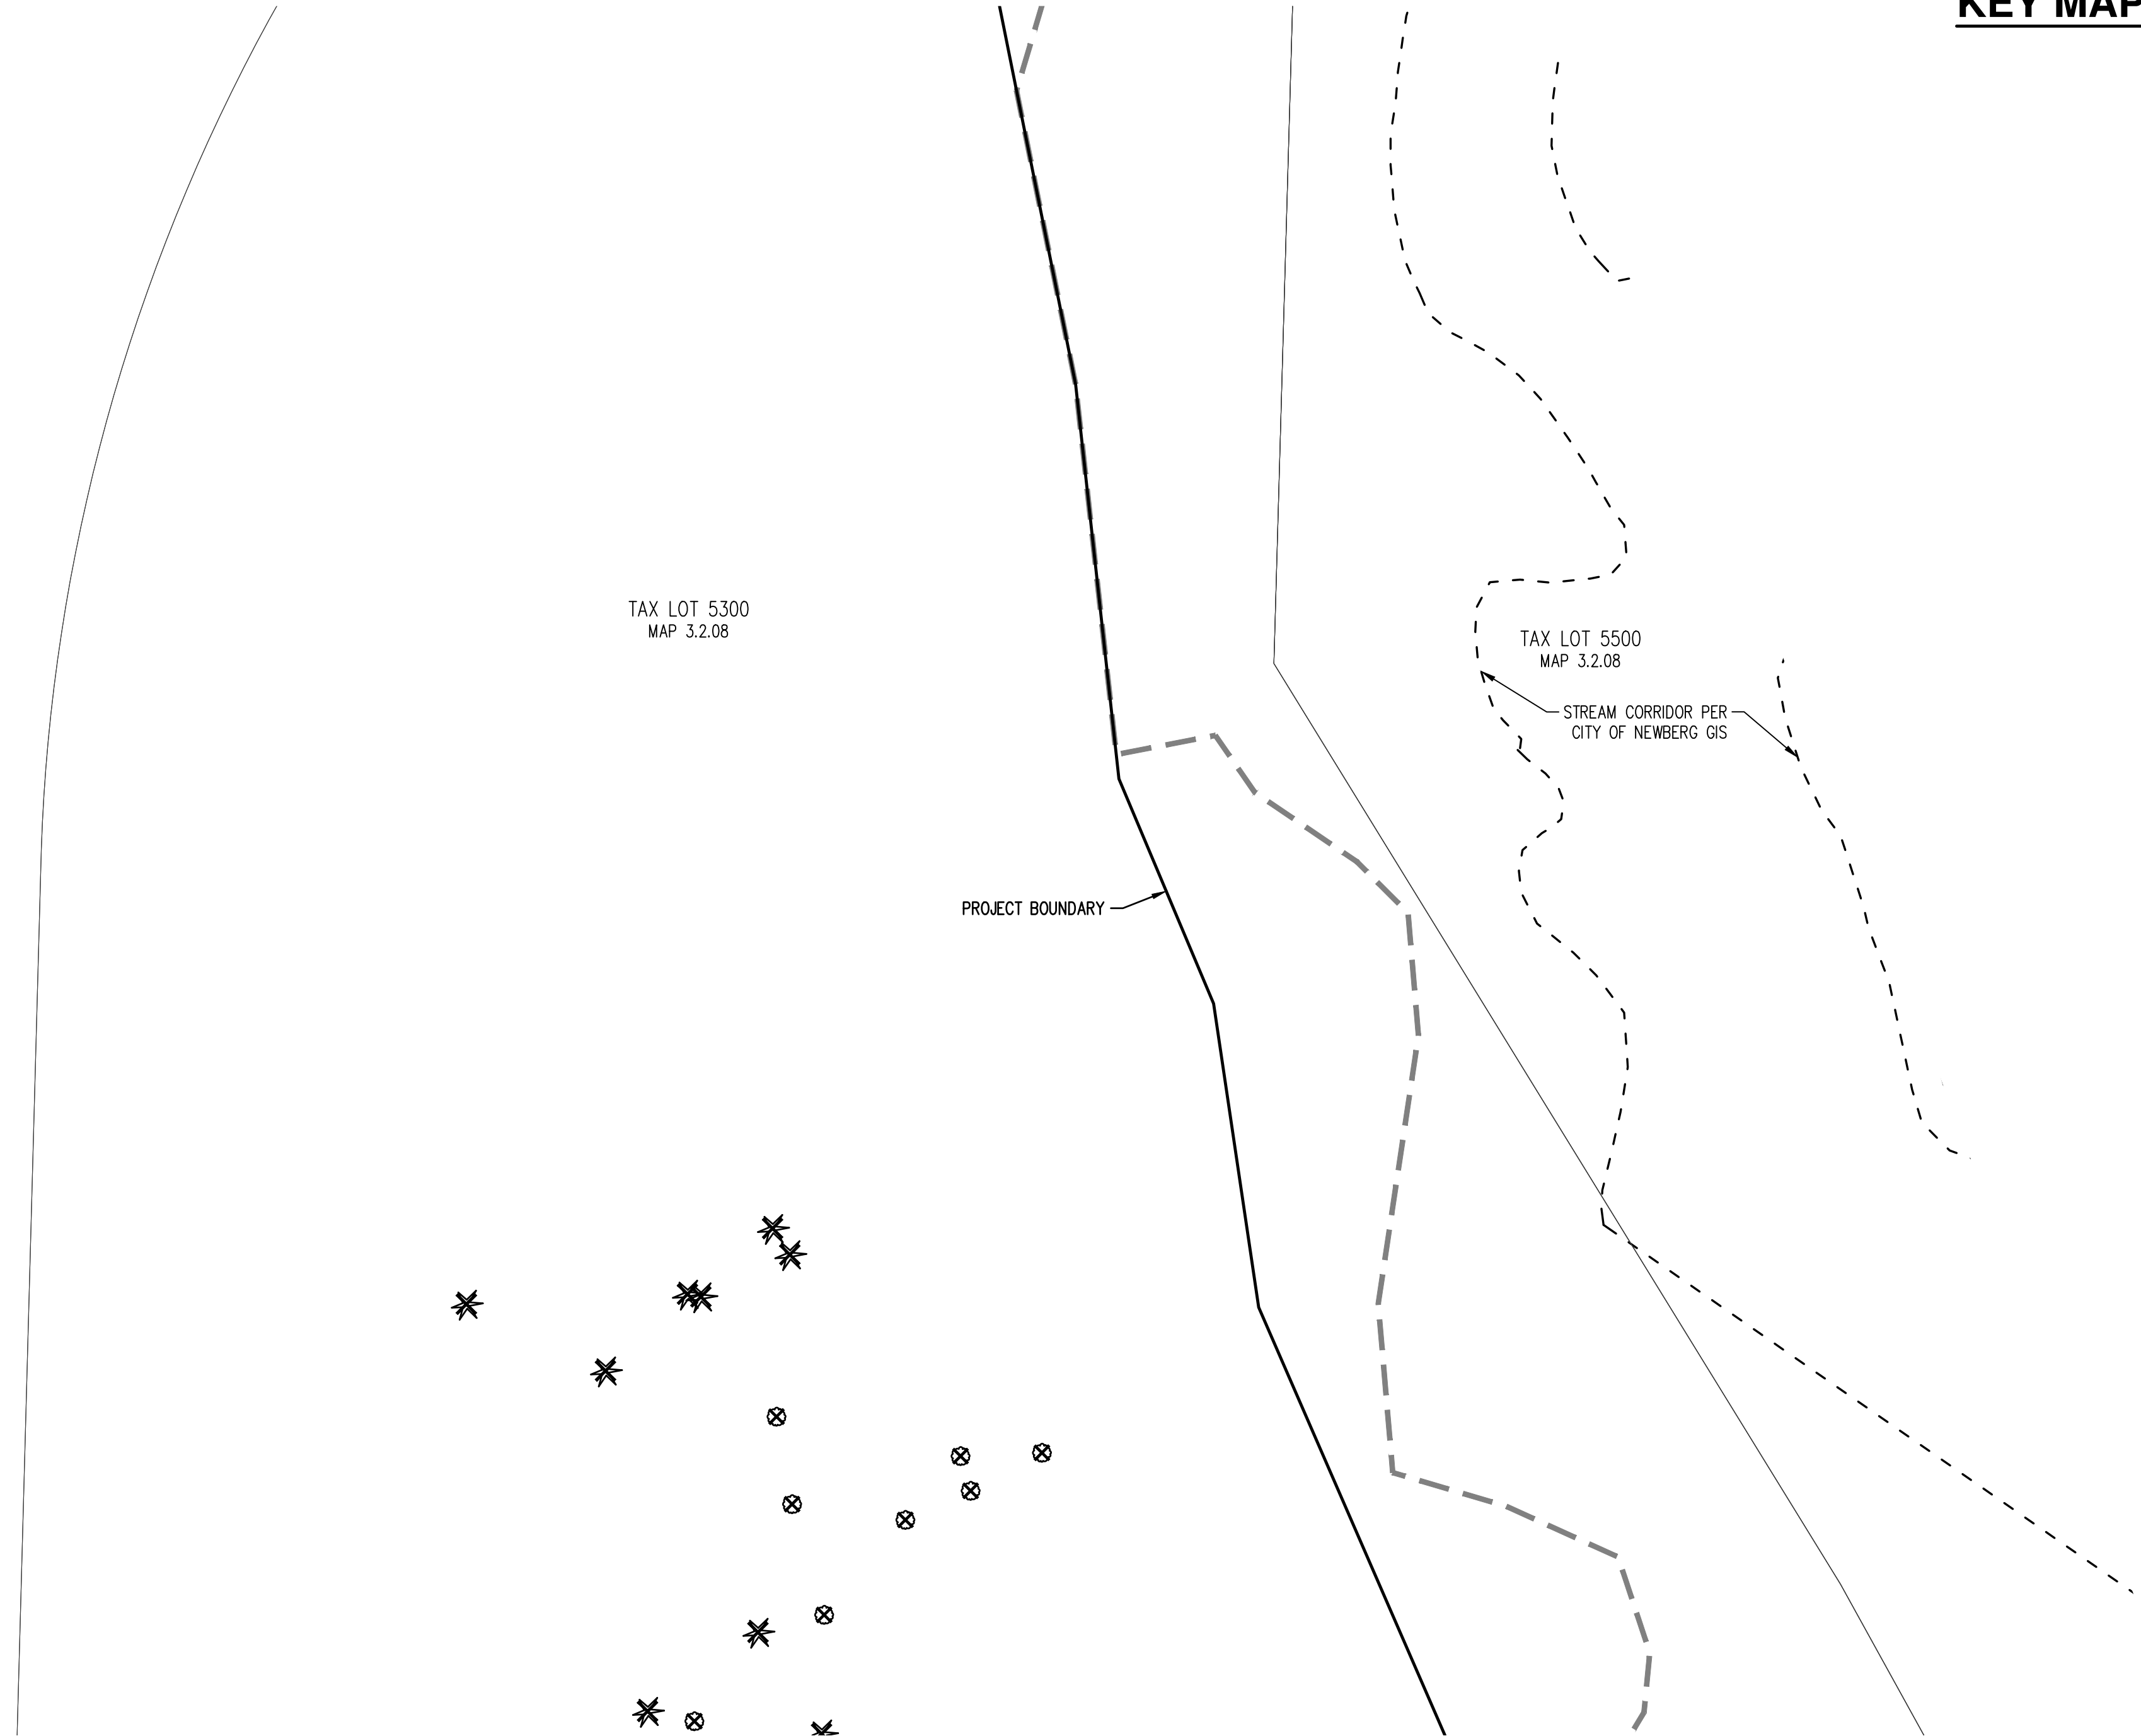 KEY MAP
TAX LOT 5300
MAP 3.2.08
TAX LOT 5500
MAP 3.2.08
STREAM CORRIDOR PER
CITY OF NEWBERG GIS
PROJECT BOUNDARY